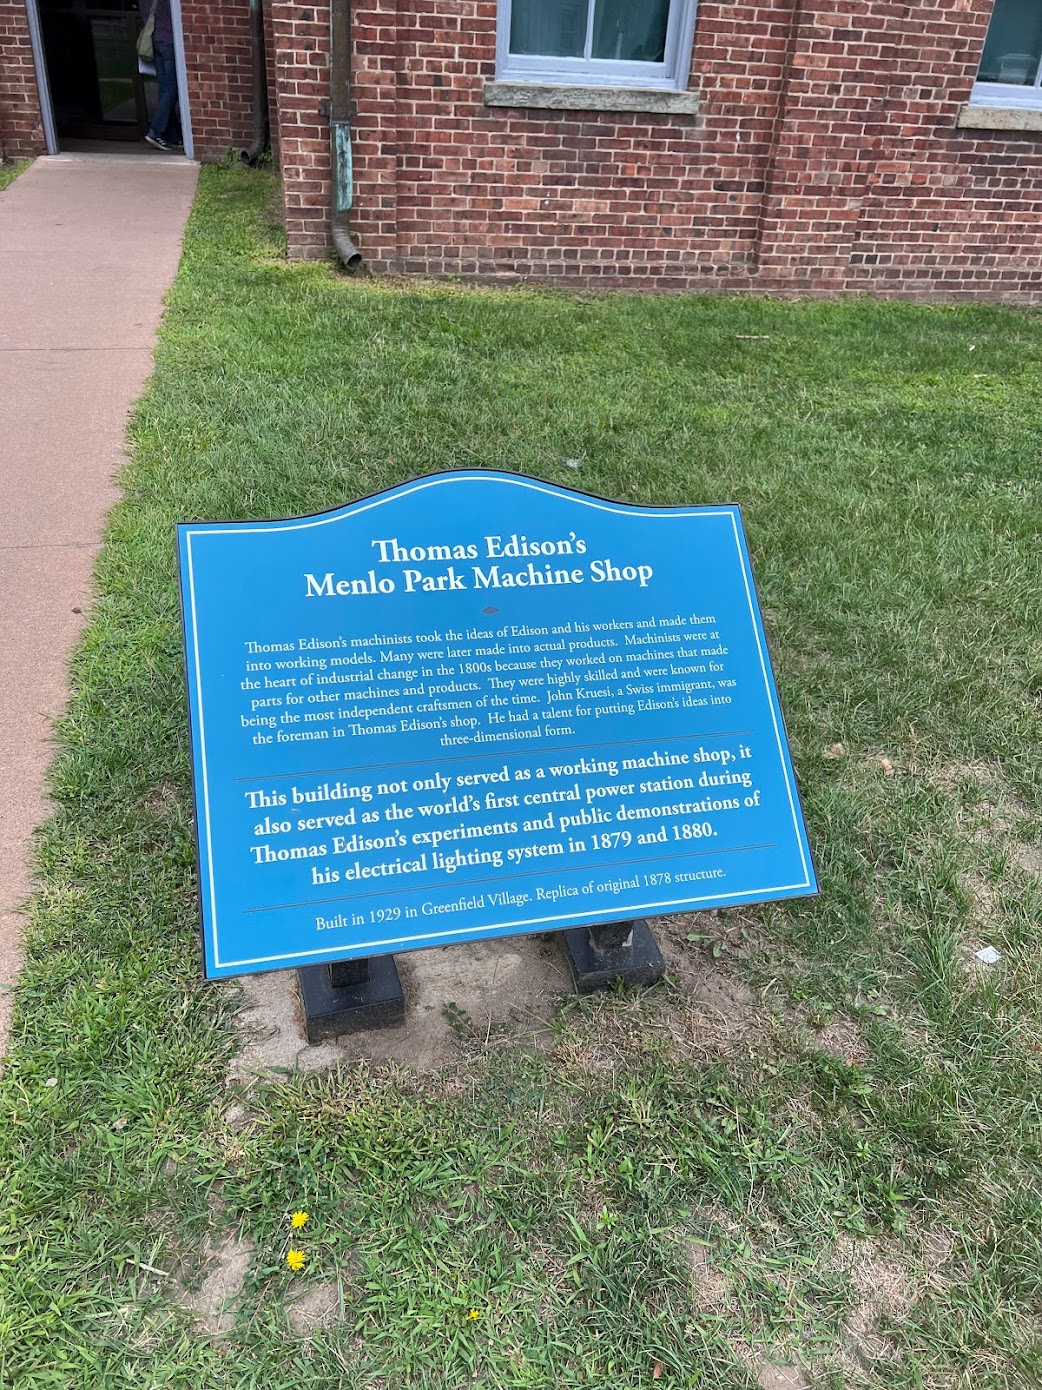 Thomas Edison's
Menlo Park Machine Shop
Thomas Edison's machinists took the ideas of Edison and his workers and made them
into working models. Many were later made into actual products. Machinists were at
the heart of industrial change in the 1800s because they worked on machines that made
parts for other machines and products. They were highly skilled and were known for
being the most independent craftsmen of the time. John Kruesi, a Swiss immigrant, was
the foreman in Thomas Edison's shop. He had a talent for putting Edison's ideas into
three-dimensional form.
This building not only served as a working machine shop, it
also served as the world's first central power station during
Thomas Edison's experiments and public demonstrations of
his electrical lighting system in 1879 and 1880.
Built in 1929 in Greenfield Village. Replica of original 1878 structure.